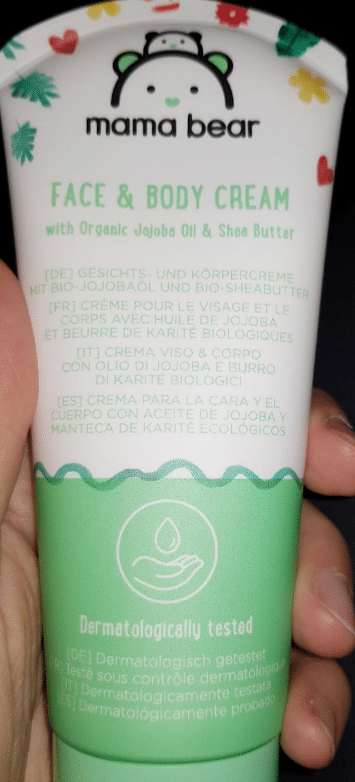 mama bear
FACE & BODY CREAM
with Organic Jojoba Oil & Shea Butter
[DE] GESICHTS- UND KÖRPERCREME
MIT BIO-JOJOBAÖL UND BIO-SHEABUTTER
[FR] CRÈME POUR LE VISAGE ET LE
CORPS AVEC HUILE DE JOJOBA
ET BEURRE DE KARITÉ BIOLOGIQUES
[IT] CREMA VISO & CORPO
CON OLIO DI JOJOBA E BURRO
DI KARITÉ BIOLOGICI
[ES] CREMA PARA LA CARA Y EL
CUERPO CON ACEITE DE JOJOBA Y
MANTECA DE KARITÉ ECOLÓGICOS
Dermatologically tested
[DE] Dermatologisch getestet
[FR] Testé sous contrôle dermatologique
[IT] Dermatologicamente testata
[ES] Dermatológicamente probado